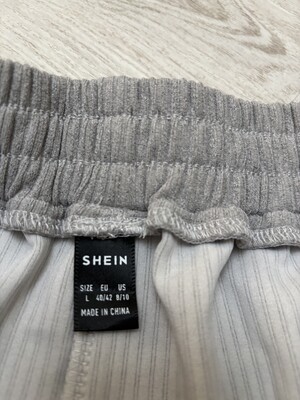 SHEIN
SIZE EU US
L 40/42 8/10
MADE IN CHINA